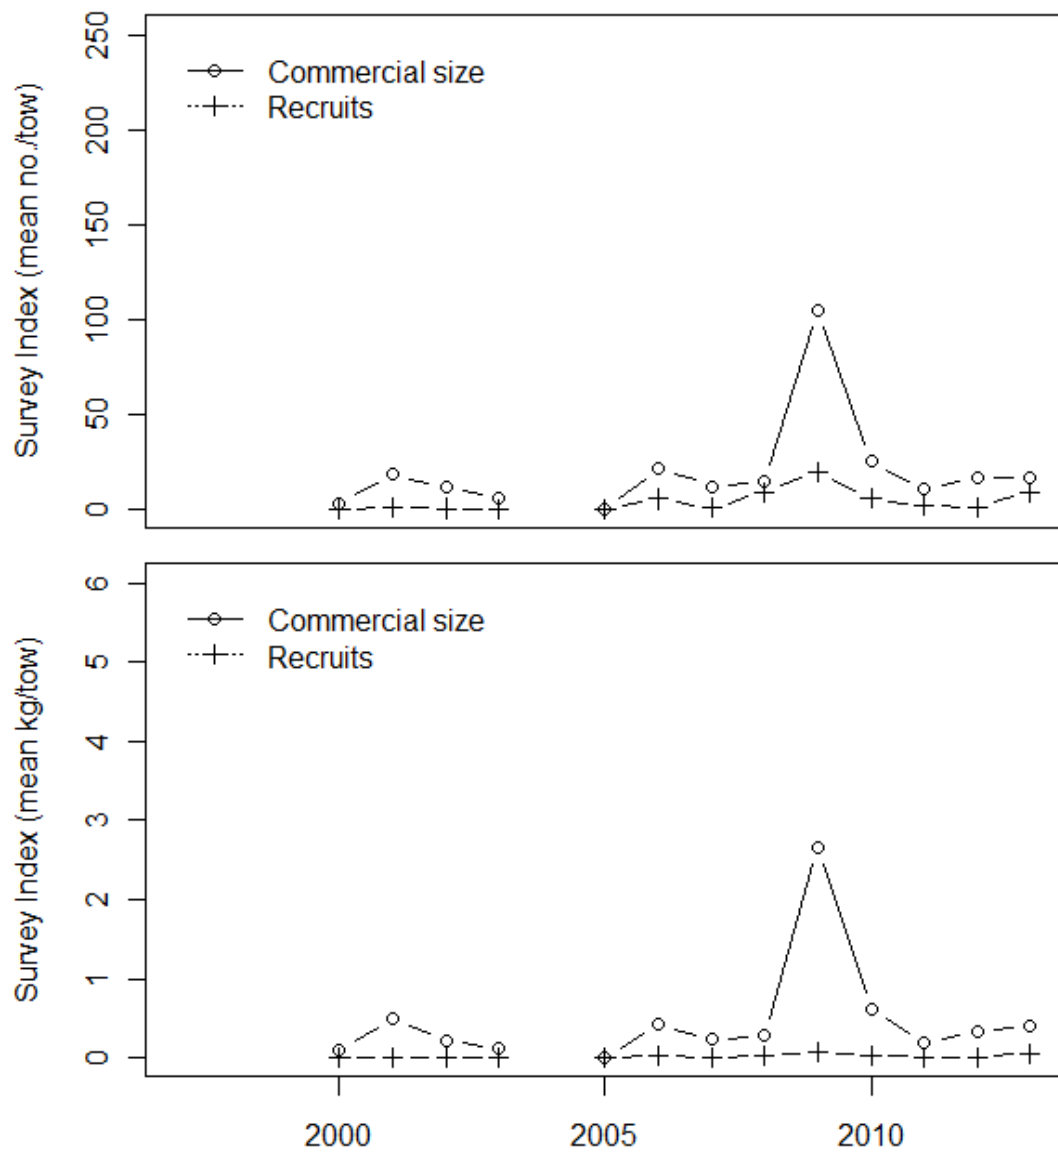 Survey Index (mean no./tow)
250
200
150
100
50
0
Commercial size
Recruits
Survey Index (mean kg/tow)
6
5
4
3
2
1
0
Commercial size
Recruits
2000 2005 2010